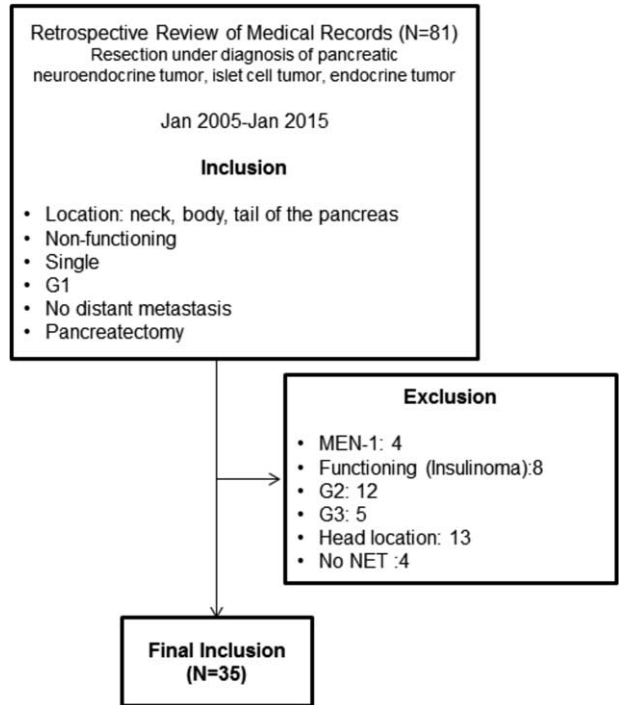 Retrospective Review of Medical Records (N=81)
Resection under diagnosis of pancreatic
neuroendocrine tumor, islet cell tumor, endocrine tumor
Jan 2005-Jan 2015
Inclusion
• Location: neck, body, tail of the pancreas
• Non-functioning
• Single
• G1
• No distant metastasis
• Pancreatectomy
Exclusion
• MEN-1: 4
• Functioning (Insulinoma):8
• G2: 12
• G3: 5
• Head location: 13
• No NET :4
Final Inclusion
(N=35)